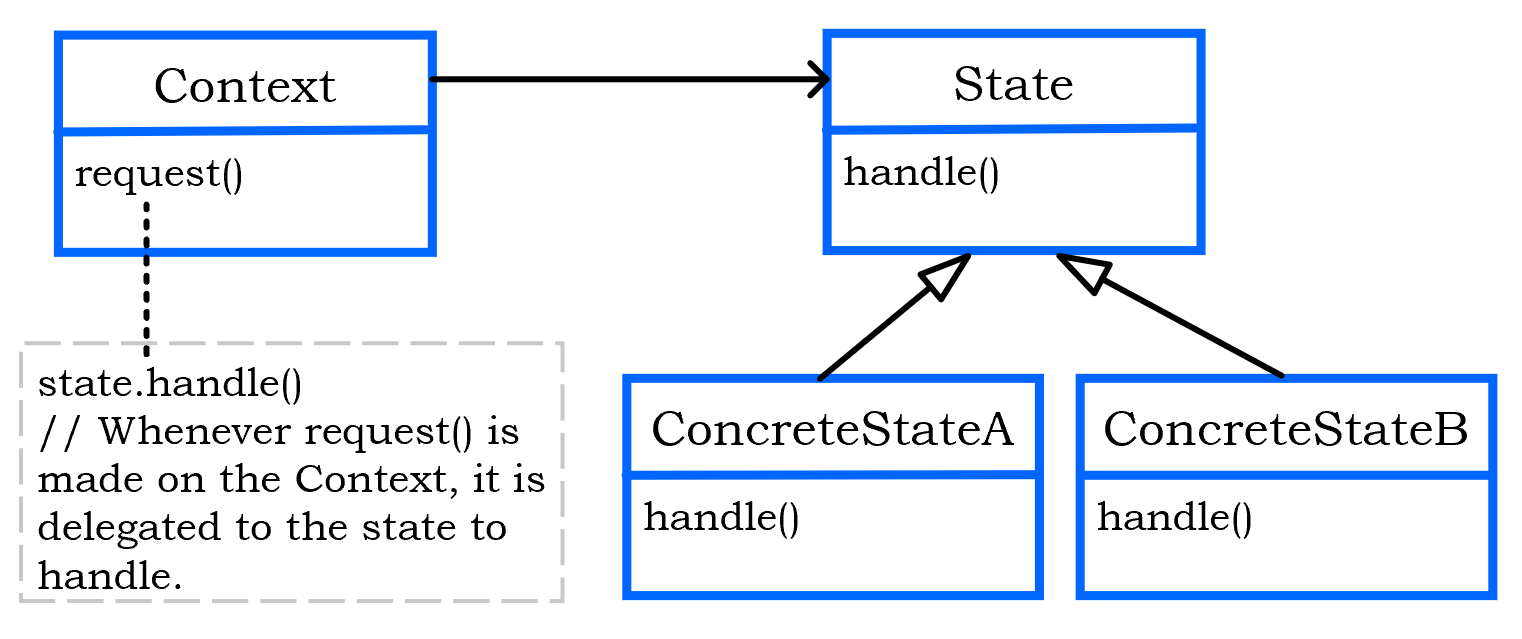 Context
request()
State
handle()
state.handle()
// Whenever request() is
made on the Context, it is
delegated to the state to
handle.
ConcreteStateA
handle()
ConcreteStateB
handle()